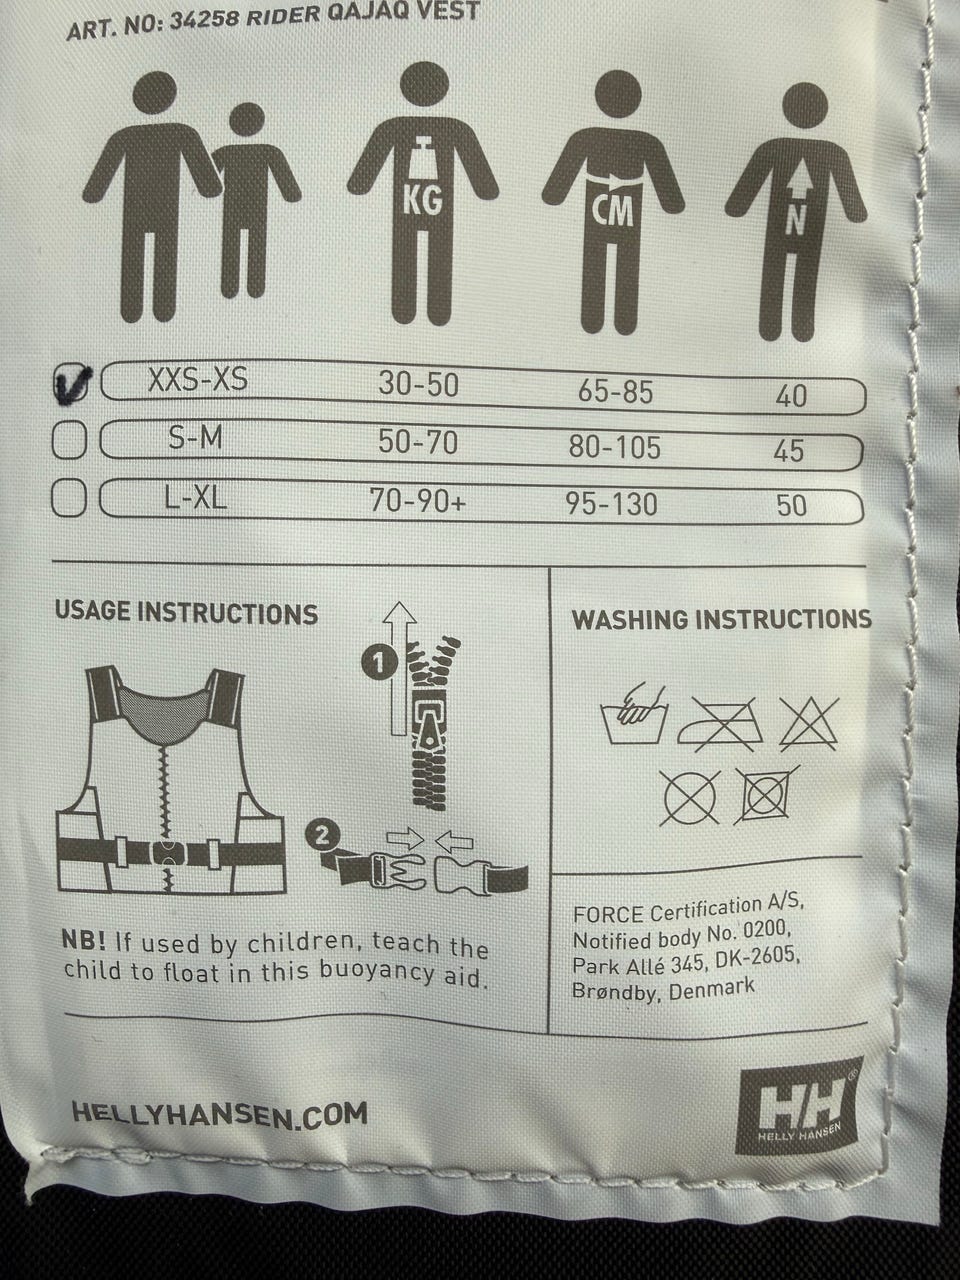 ART. NO: 34258 RIDER QAJAQ VEST
KG
CM
N
XXS-XS 30-50 65-85 40
S-M 50-70 80-105 45
L-XL 70-90+ 95-130 50
USAGE INSTRUCTIONS
1
2
NB! If used by children, teach the
child to float in this buoyancy aid.
WASHING INSTRUCTIONS
FORCE Certification A/S,
Notified body No. 0200,
Park Allé 345, DK-2605,
Brøndby, Denmark
HELLYHANSEN.COM
HH®
HELLY HANSEN